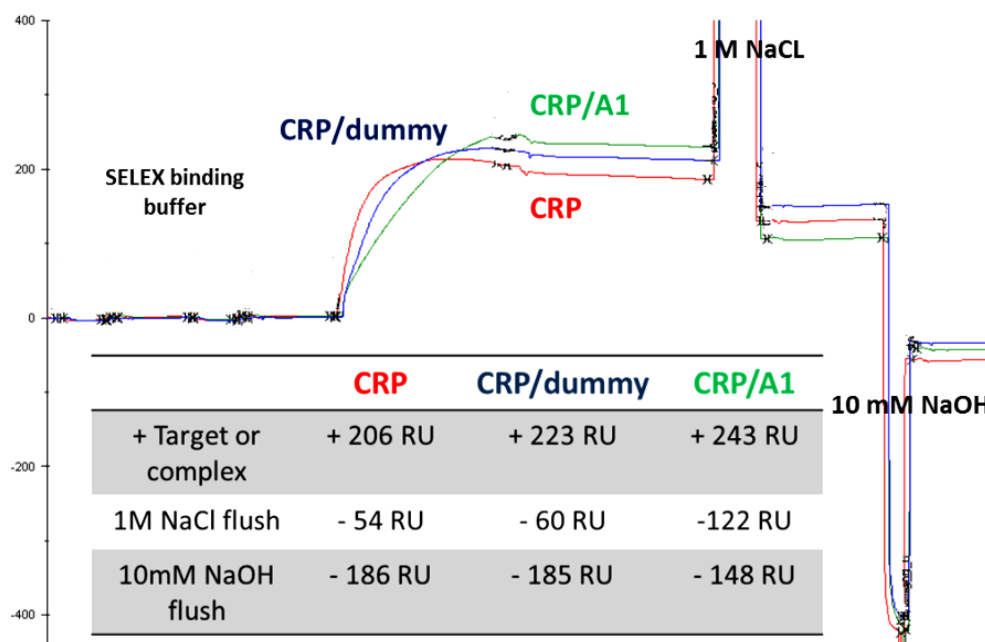 400
1 M NaCL
CRP/A1
CRP/dummy
200
SELEX binding
buffer
CRP
0
CRP CRP/dummy CRP/A1
10 mM NaOH
+ Target or
complex
+ 206 RU + 223 RU + 243 RU
-200
1M NaCl flush - 54 RU - 60 RU -122 RU
10mM NaOH
flush
- 186 RU - 185 RU - 148 RU
-400